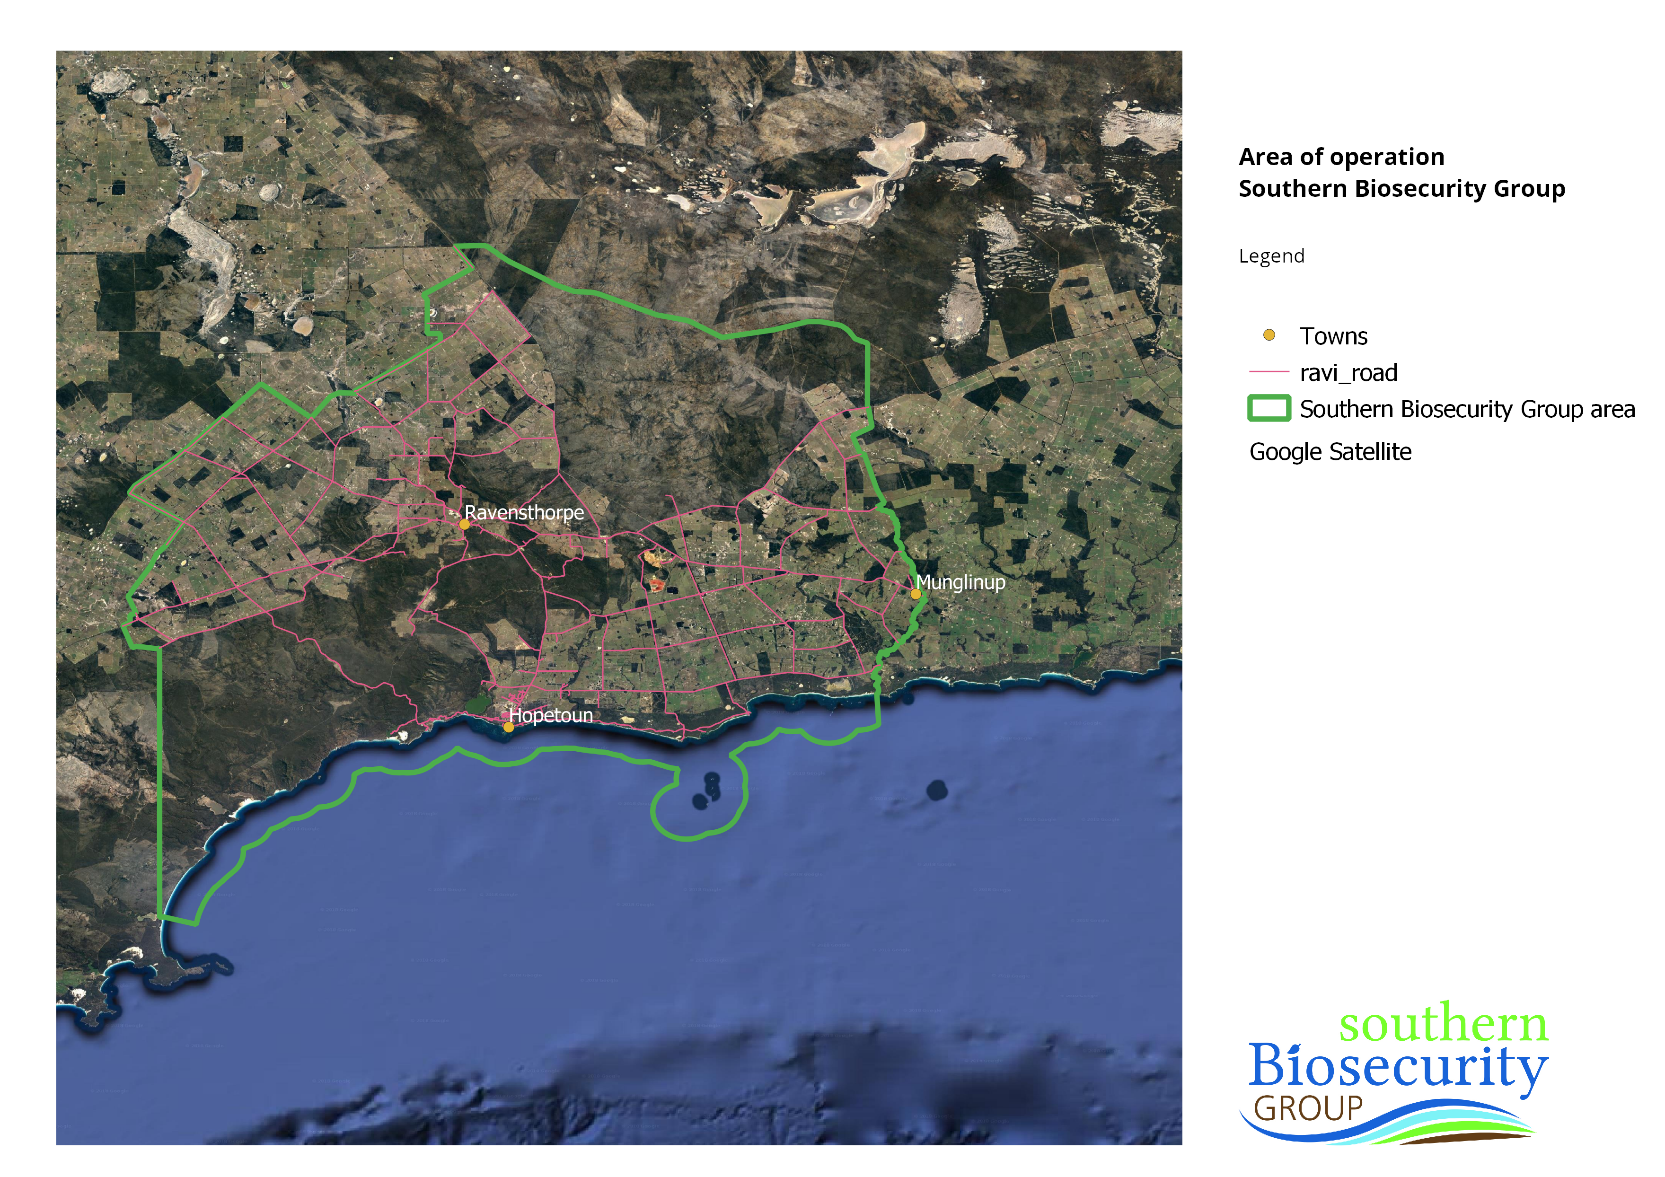 Area of operation
Southern Biosecurity Group
Legend
Towns
ravi_road
Southern Biosecurity Group area
Google Satellite
Ravensthorpe
Munglinup
Hopetoun
southern
Biosecurity
GROUP